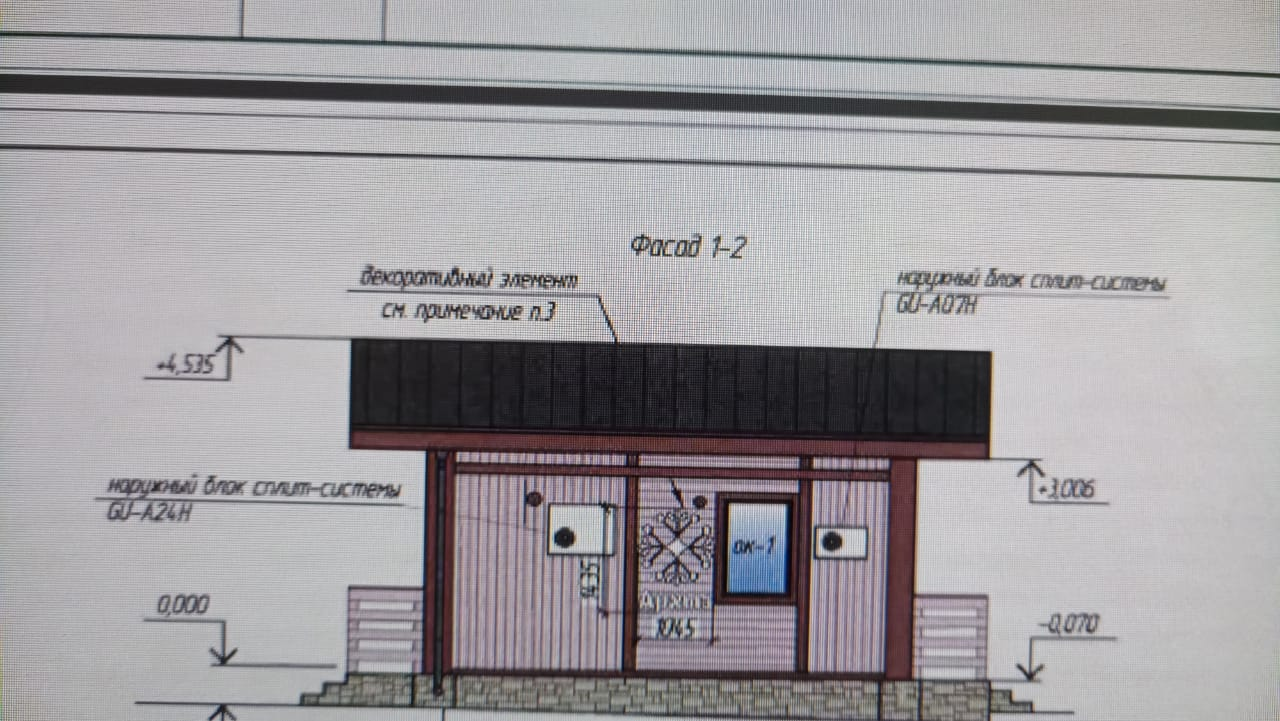 Фасад 1-2
декоративный элемент
см. примечание п.3
наружный блок сплит-системы
GU-A07H
+4,535
наружный блок сплит-системы
GU-A24H
+3,006
ок-1
0,000
-0,070